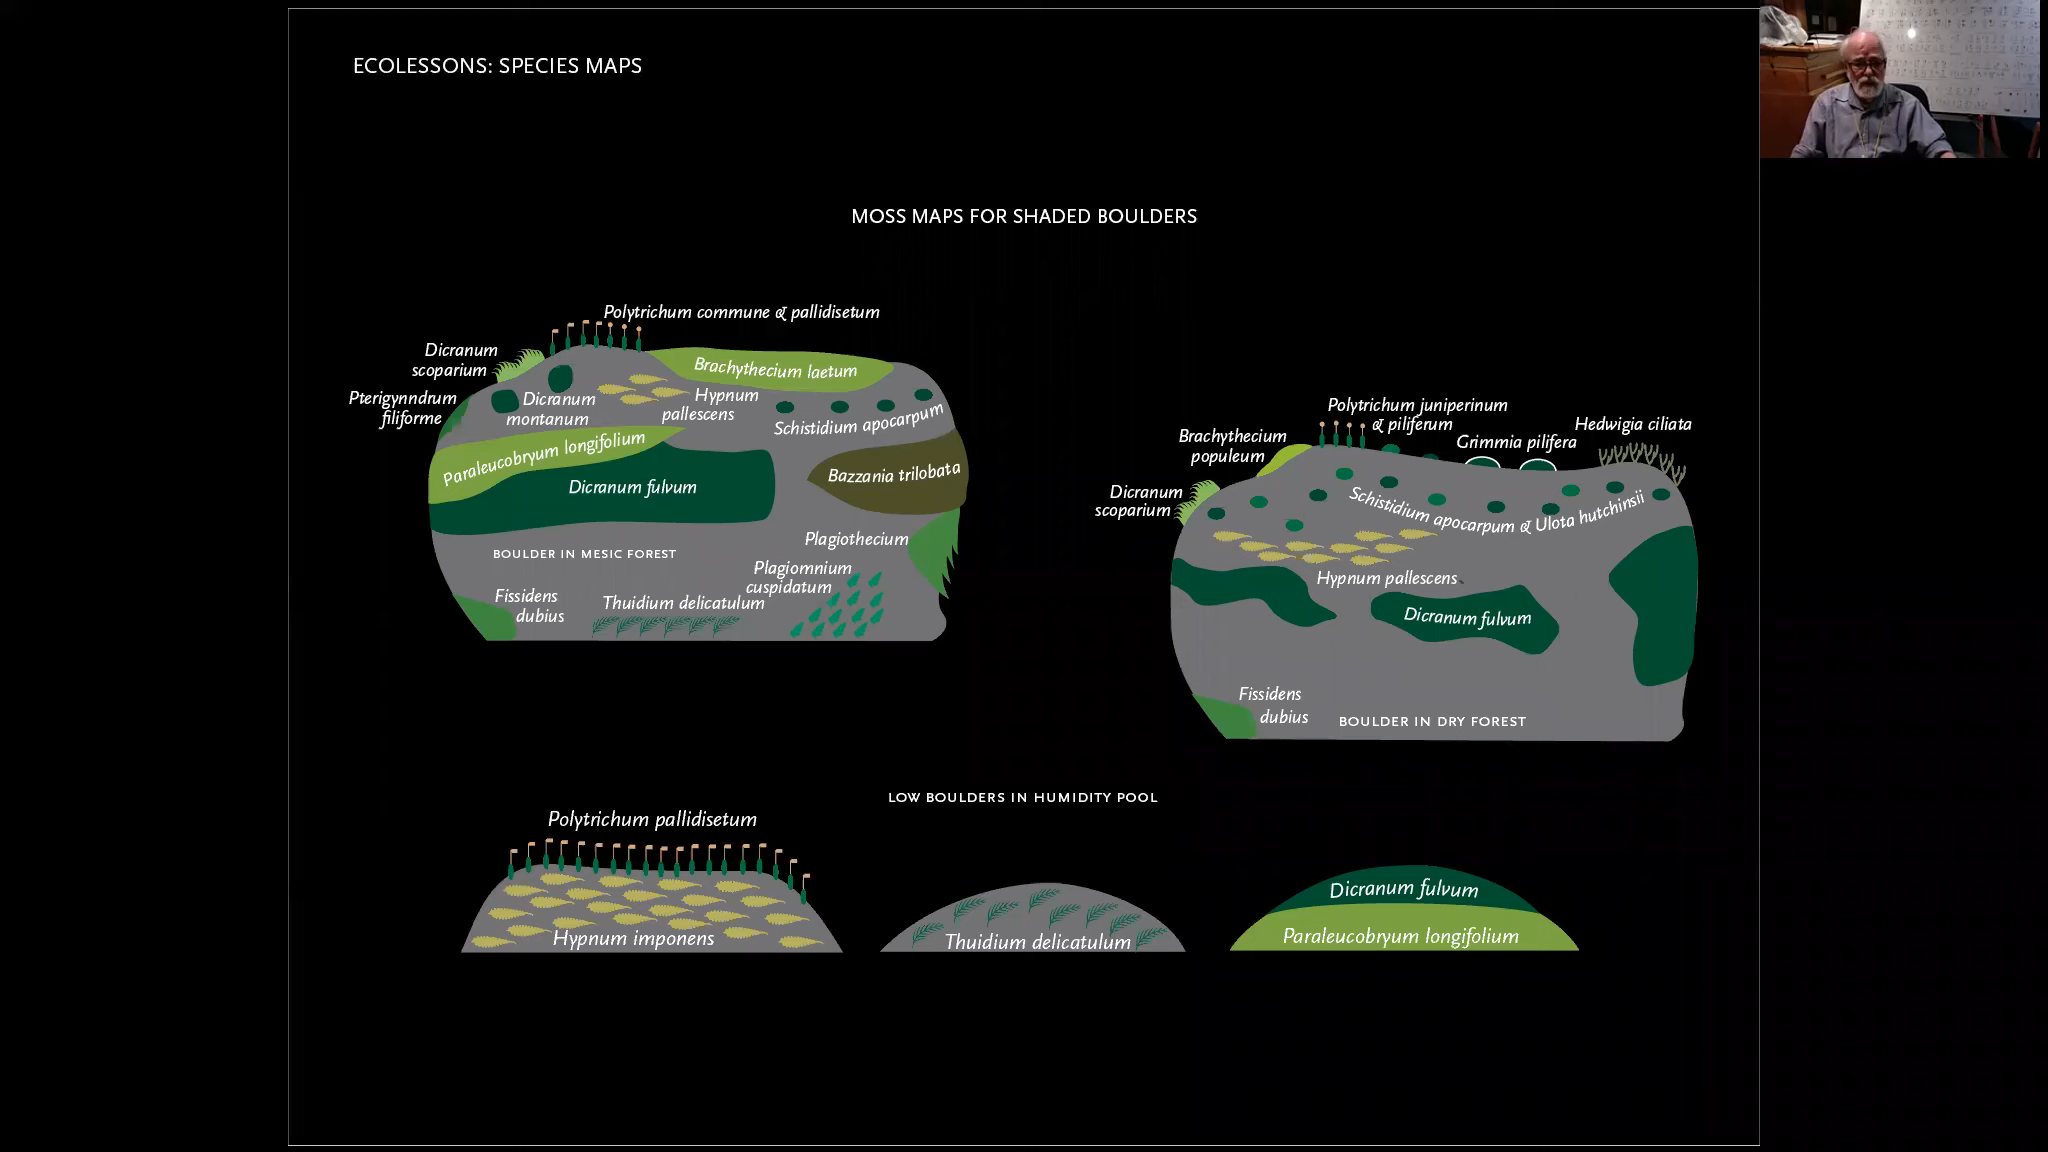 ECOLESSONS: SPECIES MAPS
MOSS MAPS FOR SHADED BOULDERS
Polytrichum commune & pallidisetum
Dicranum
scoparium
Pterigynndrum
filiforme
Dicranum
montanum
Hypnum
pallescens
Brachythecium laetum
Schistidium apocarpum
Paraleucobryum longifolium
Dicranum fulvum
Bazzania trilobata
BOULDER IN MESIC FOREST
Plagiothecium
Plagiomnium
cuspidatum
Fissidens
dubius
Thuidium delicatulum
Polytrichum juniperinum
& piliferum
Hedwigia ciliata
Grimmia pilifera
Brachythecium
populeum
Dicranum
scoparium
Schistidium apocarpum & Ulota hutchinsii
Hypnum pallescens
Dicranum fulvum
Fissidens
dubius
BOULDER IN DRY FOREST
LOW BOULDERS IN HUMIDITY POOL
Polytrichum pallidisetum
Hypnum imponens
Thuidium delicatulum
Dicranum fulvum
Paraleucobryum longifolium